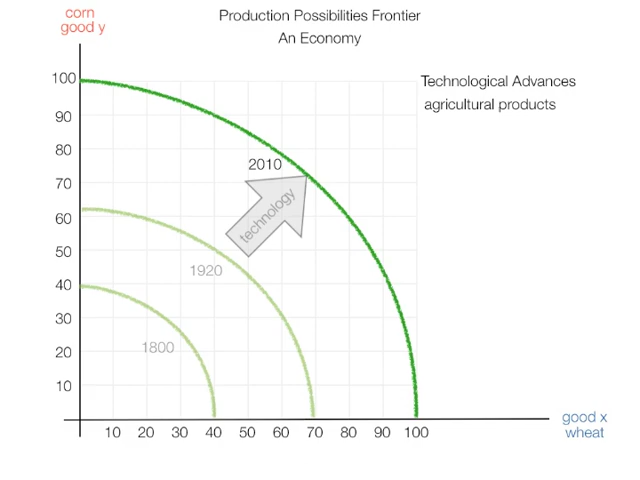 corn
good y
Production Possibilities Frontier
An Economy
Technological Advances
agricultural products
100
90
80
70
60
50
40
30
20
10
2010
technology
1920
1800
10 20 30 40 50 60 70 80 90 100
good x
wheat